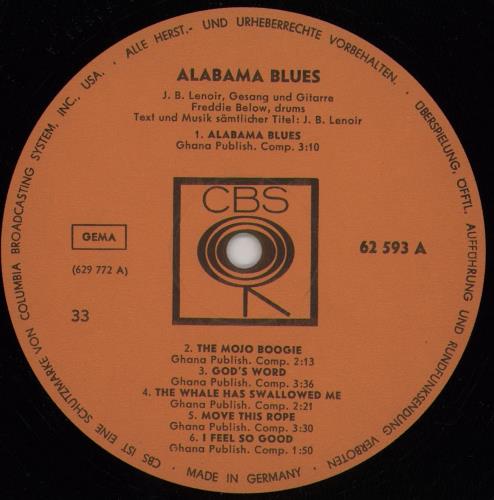 ALLE HERST.- UND URHEBERRECHTE VORBEHALTEN. · ÜBERSPIELUNG, ÖFFTL. AUFFÜHRUNG UND RUNDFUNKSENDUNG VERBOTEN · MADE IN GERMANY · CBS IST EINE SCHUTZMARKE VON COLUMBIA BROADCASTING SYSTEM, INC. USA. ·
ALABAMA BLUES
J. B. Lenoir, Gesang und Gitarre
Freddie Below, drums
Text und Musik sämtlicher Titel: J. B. Lenoir
1. ALABAMA BLUES
Ghana Publish. Comp. 3:10
CBS
GEMA
62 593 A
(629 772 A)
33
2. THE MOJO BOOGIE
Ghana Publish. Comp. 2:13
3. GOD'S WORD
Ghana Publish. Comp. 3:36
4. THE WHALE HAS SWALLOWED ME
Ghana Publish. Comp. 2:21
5. MOVE THIS ROPE
Ghana Publish. Comp. 3:30
6. I FEEL SO GOOD
Ghana Publish. Comp. 1:50